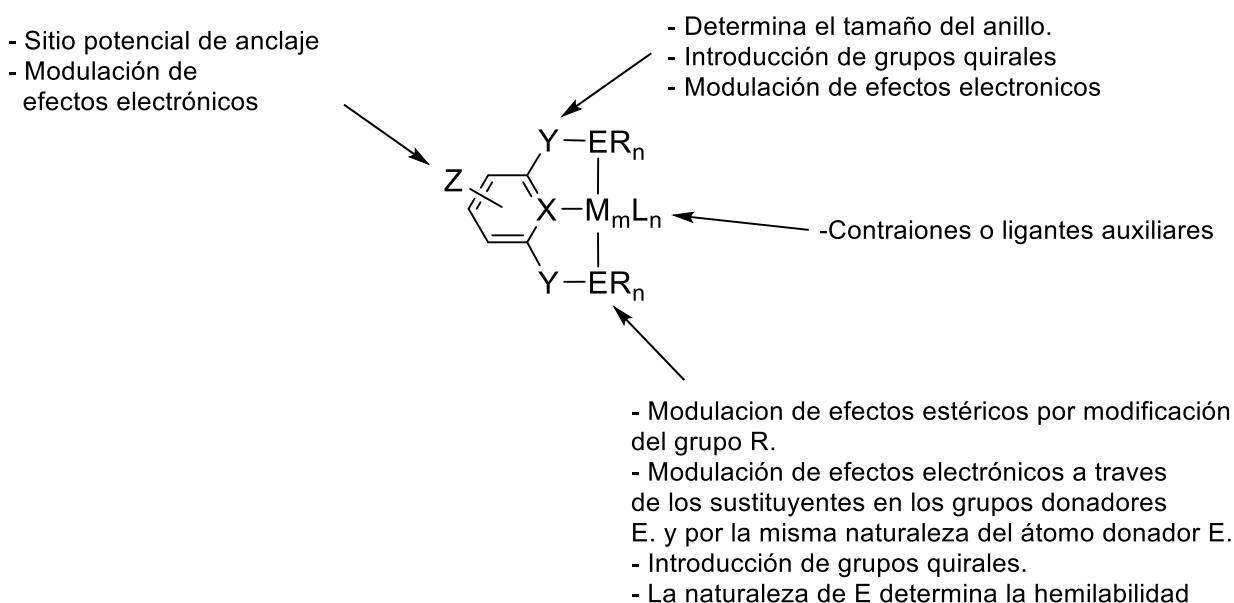 - Sitio potencial de anclaje
- Modulación de
efectos electrónicos
- Determina el tamaño del anillo.
- Introducción de grupos quirales
- Modulación de efectos electronicos
Y—ERn
Z
X—MmLn
Y—ERn
-Contraiones o ligantes auxiliares
- Modulacion de efectos estéricos por modificación
del grupo R.
- Modulación de efectos electrónicos a traves
de los sustituyentes en los grupos donadores
E. y por la misma naturaleza del átomo donador E.
- Introducción de grupos quirales.
- La naturaleza de E determina la hemilabilidad